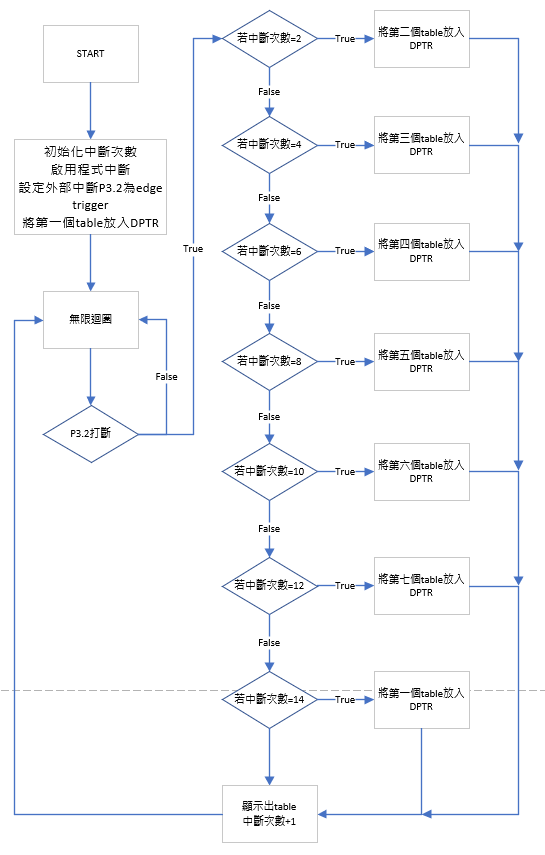 START
初始化中斷次數
啟用程式中斷
設定外部中斷P3.2為edge
trigger
將第一個table放入DPTR
無限迴圈
False
P3.2打斷
True
若中斷次數=2
True
將第二個table放入
DPTR
False
若中斷次數=4
True
將第三個table放入
DPTR
False
若中斷次數=6
True
將第四個table放入
DPTR
False
若中斷次數=8
True
將第五個table放入
DPTR
False
若中斷次數=10
True
將第六個table放入
DPTR
False
若中斷次數=12
True
將第七個table放入
DPTR
False
若中斷次數=14
True
將第一個table放入
DPTR
顯示出table
中斷次數+1